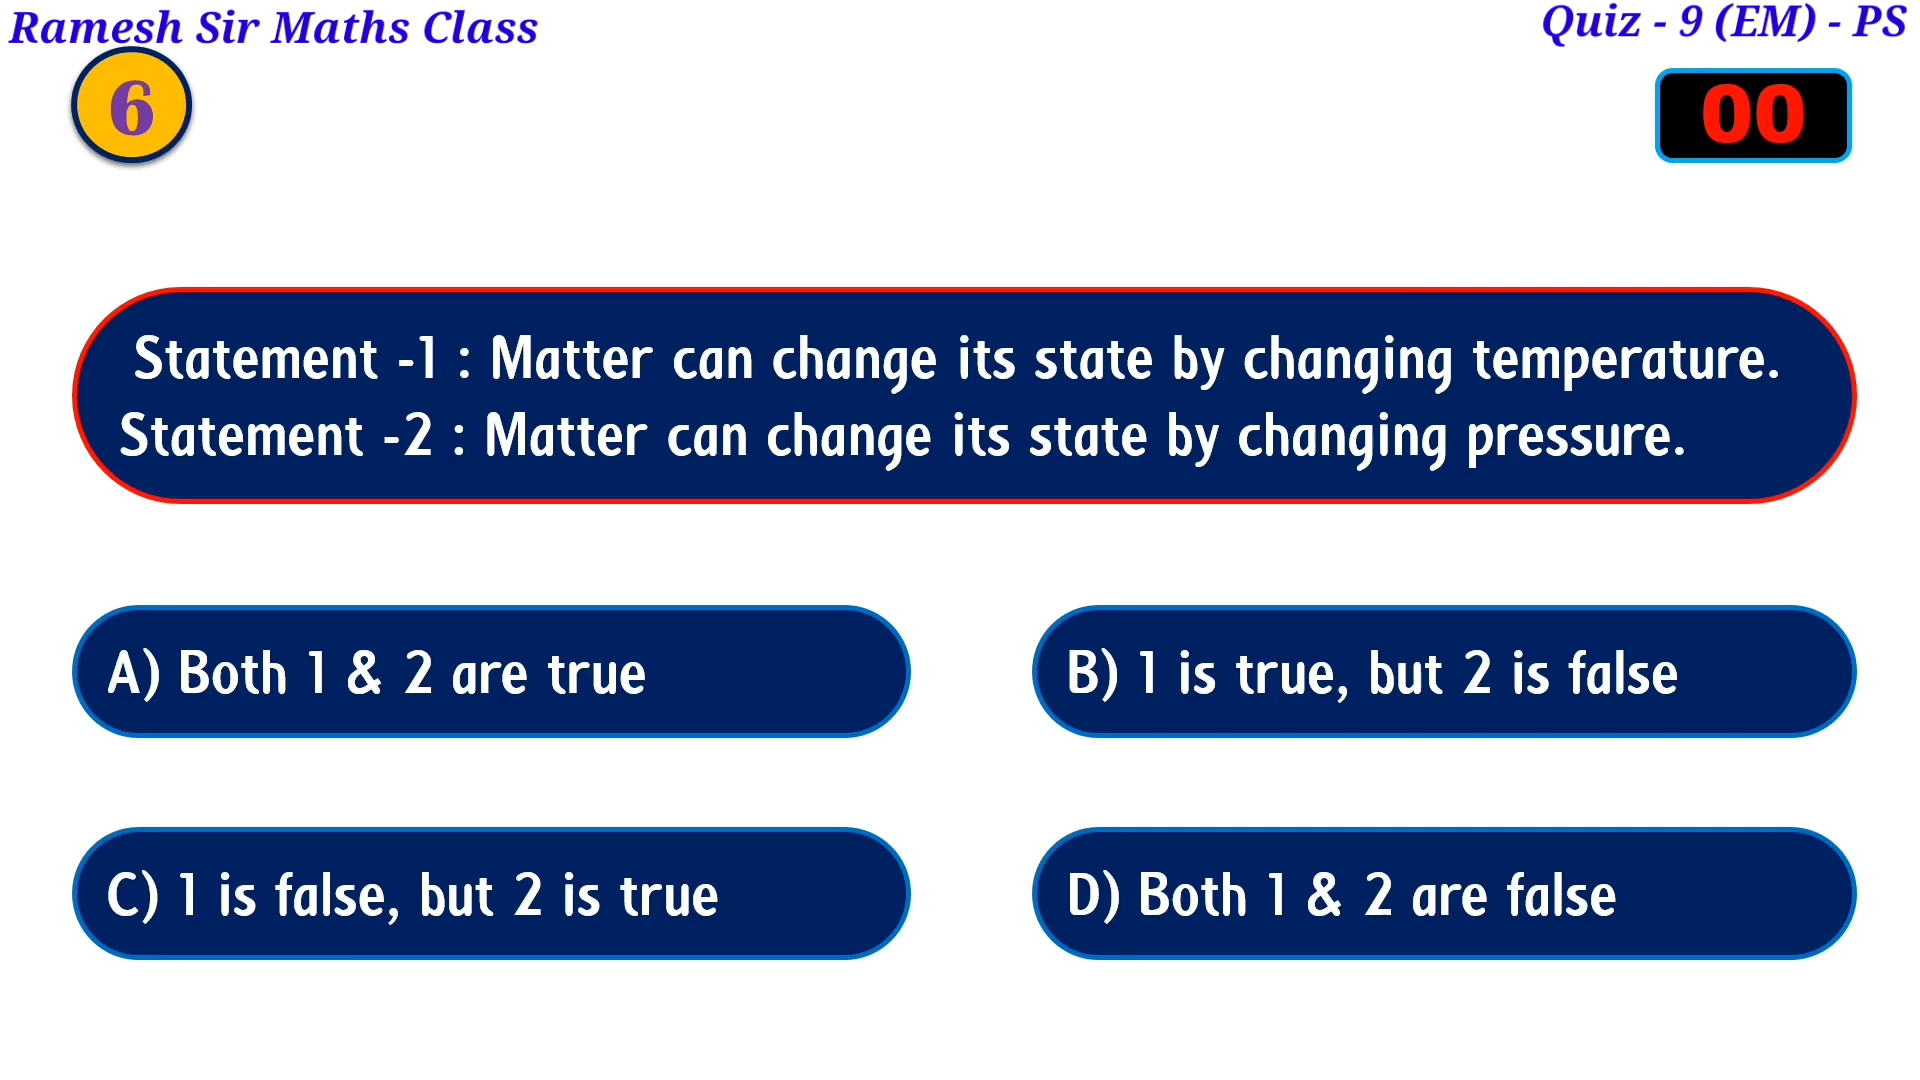 Ramesh Sir Maths Class
Quiz - 9 (EM) - PS
6
00
Statement -1 : Matter can change its state by changing temperature.
Statement -2 : Matter can change its state by changing pressure.
A) Both 1 & 2 are true
B) 1 is true, but 2 is false
C) 1 is false, but 2 is true
D) Both 1 & 2 are false